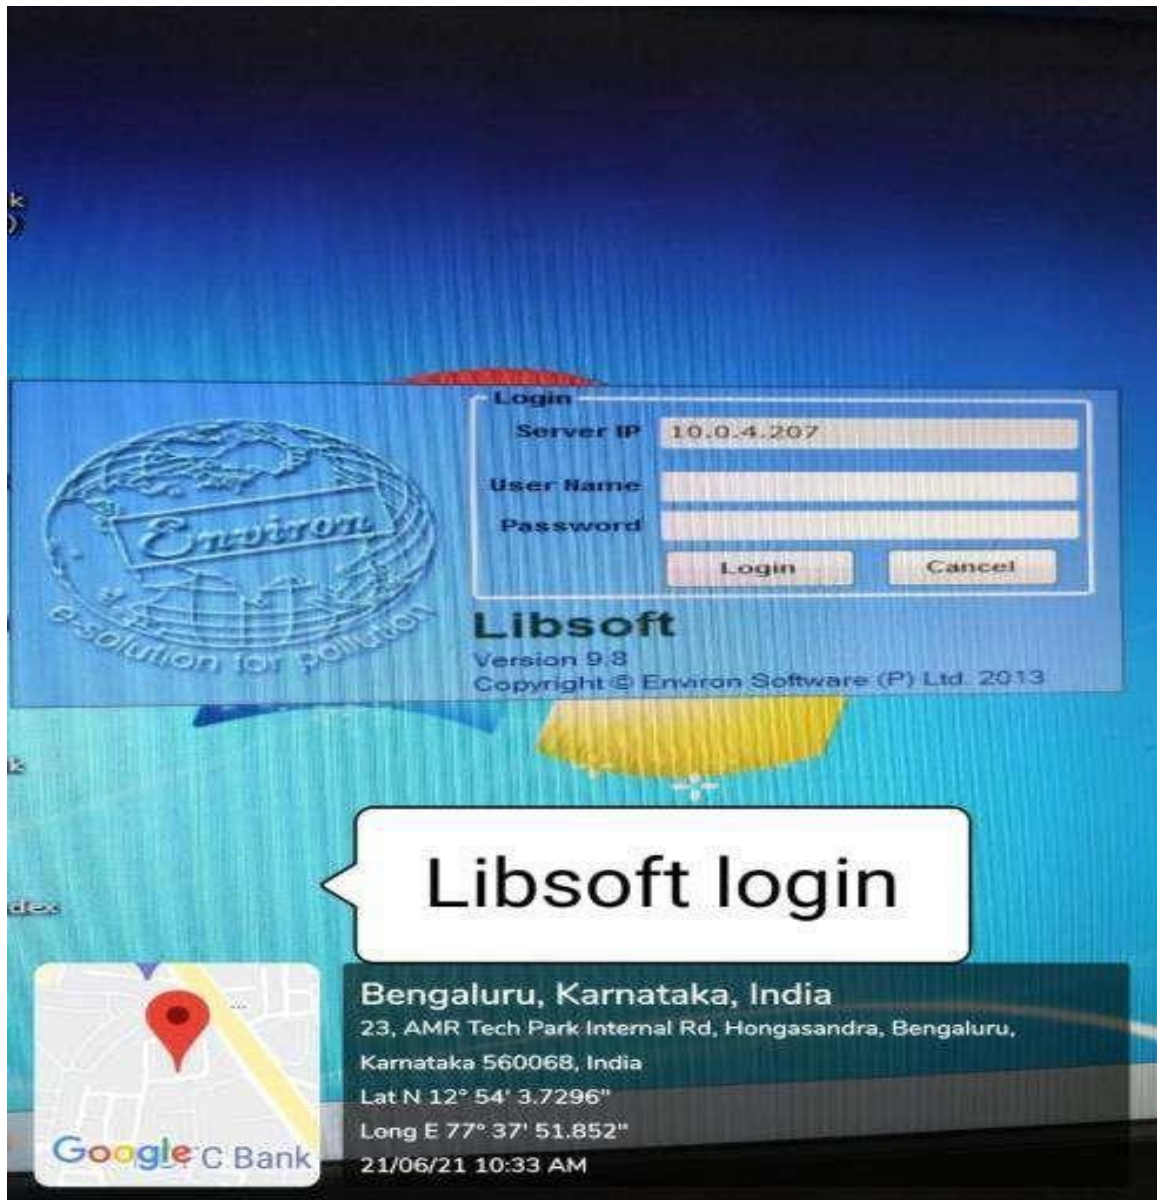 k
)
Login
Server IP 10.0.4.207
User Name
Password
Login Cancel
Environ
e-solution for pollution
Libsoft
Version 9.8
Copyright © Environ Software (P) Ltd. 2013
k
dex
Libsoft login
Bengaluru, Karnataka, India
23, AMR Tech Park Internal Rd, Hongasandra, Bengaluru,
Karnataka 560068, India
Lat N 12° 54' 3.7296"
Long E 77° 37' 51.852"
21/06/21 10:33 AM
Google
C Bank